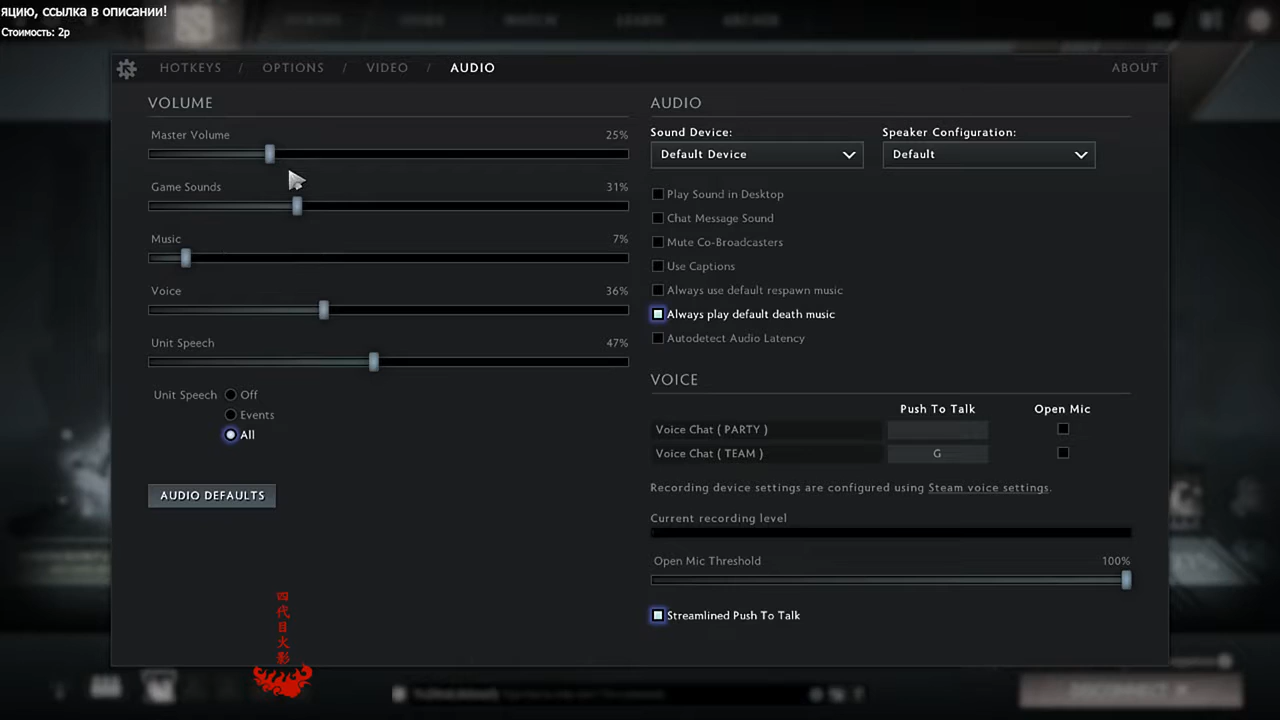 яцию, ссылка в описании!
Стоимость: 2р
HOTKEYS / OPTIONS / VIDEO / AUDIO
ABOUT
VOLUME
Master Volume 25%
Game Sounds 31%
Music 7%
Voice 36%
Unit Speech 47%
Unit Speech Off
Events
All
AUDIO DEFAULTS
AUDIO
Sound Device: Speaker Configuration:
Default Device Default
Play Sound in Desktop
Chat Message Sound
Mute Co-Broadcasters
Use Captions
Always use default respawn music
Always play default death music
Autodetect Audio Latency
VOICE
Push To Talk Open Mic
Voice Chat ( PARTY )
Voice Chat ( TEAM ) G
Recording device settings are configured using Steam voice settings.
Current recording level
Open Mic Threshold 100%
Streamlined Push To Talk
四代目火影
DISCONNECT